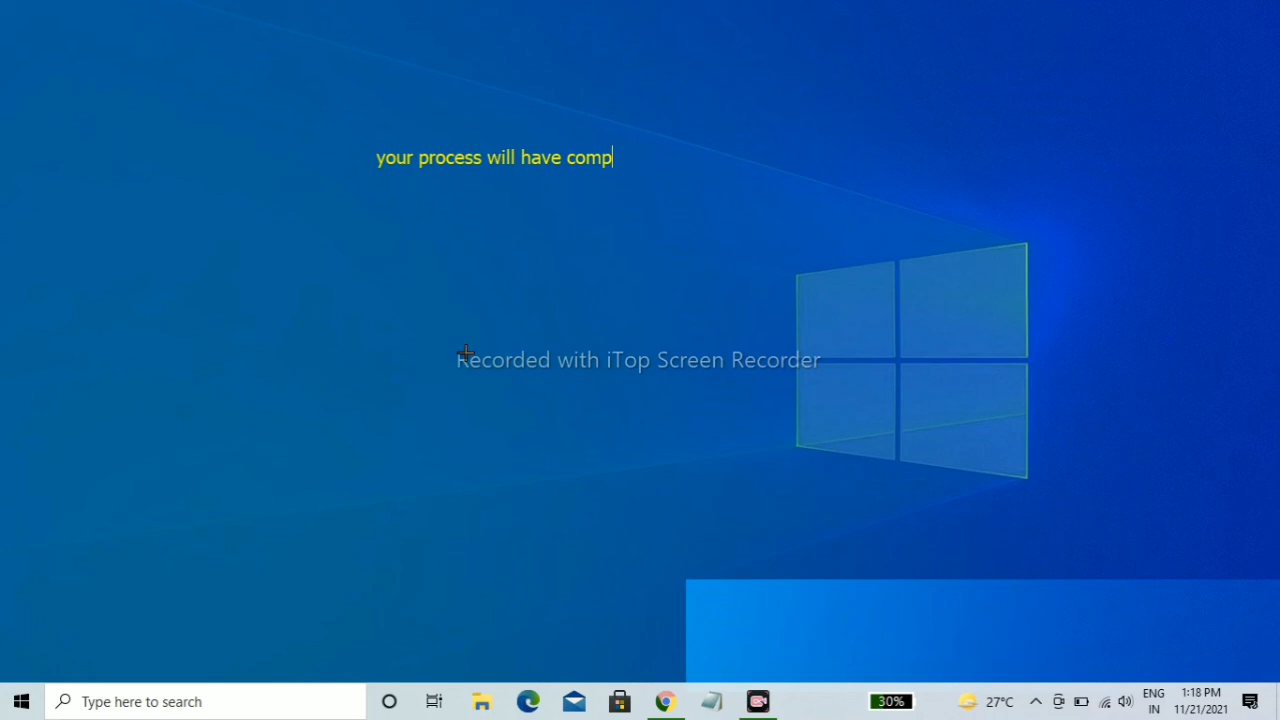 your process will have comp
Recorded with iTop Screen Recorder
Type here to search
30%
27°C
ENG
IN
1:18 PM
11/21/2021